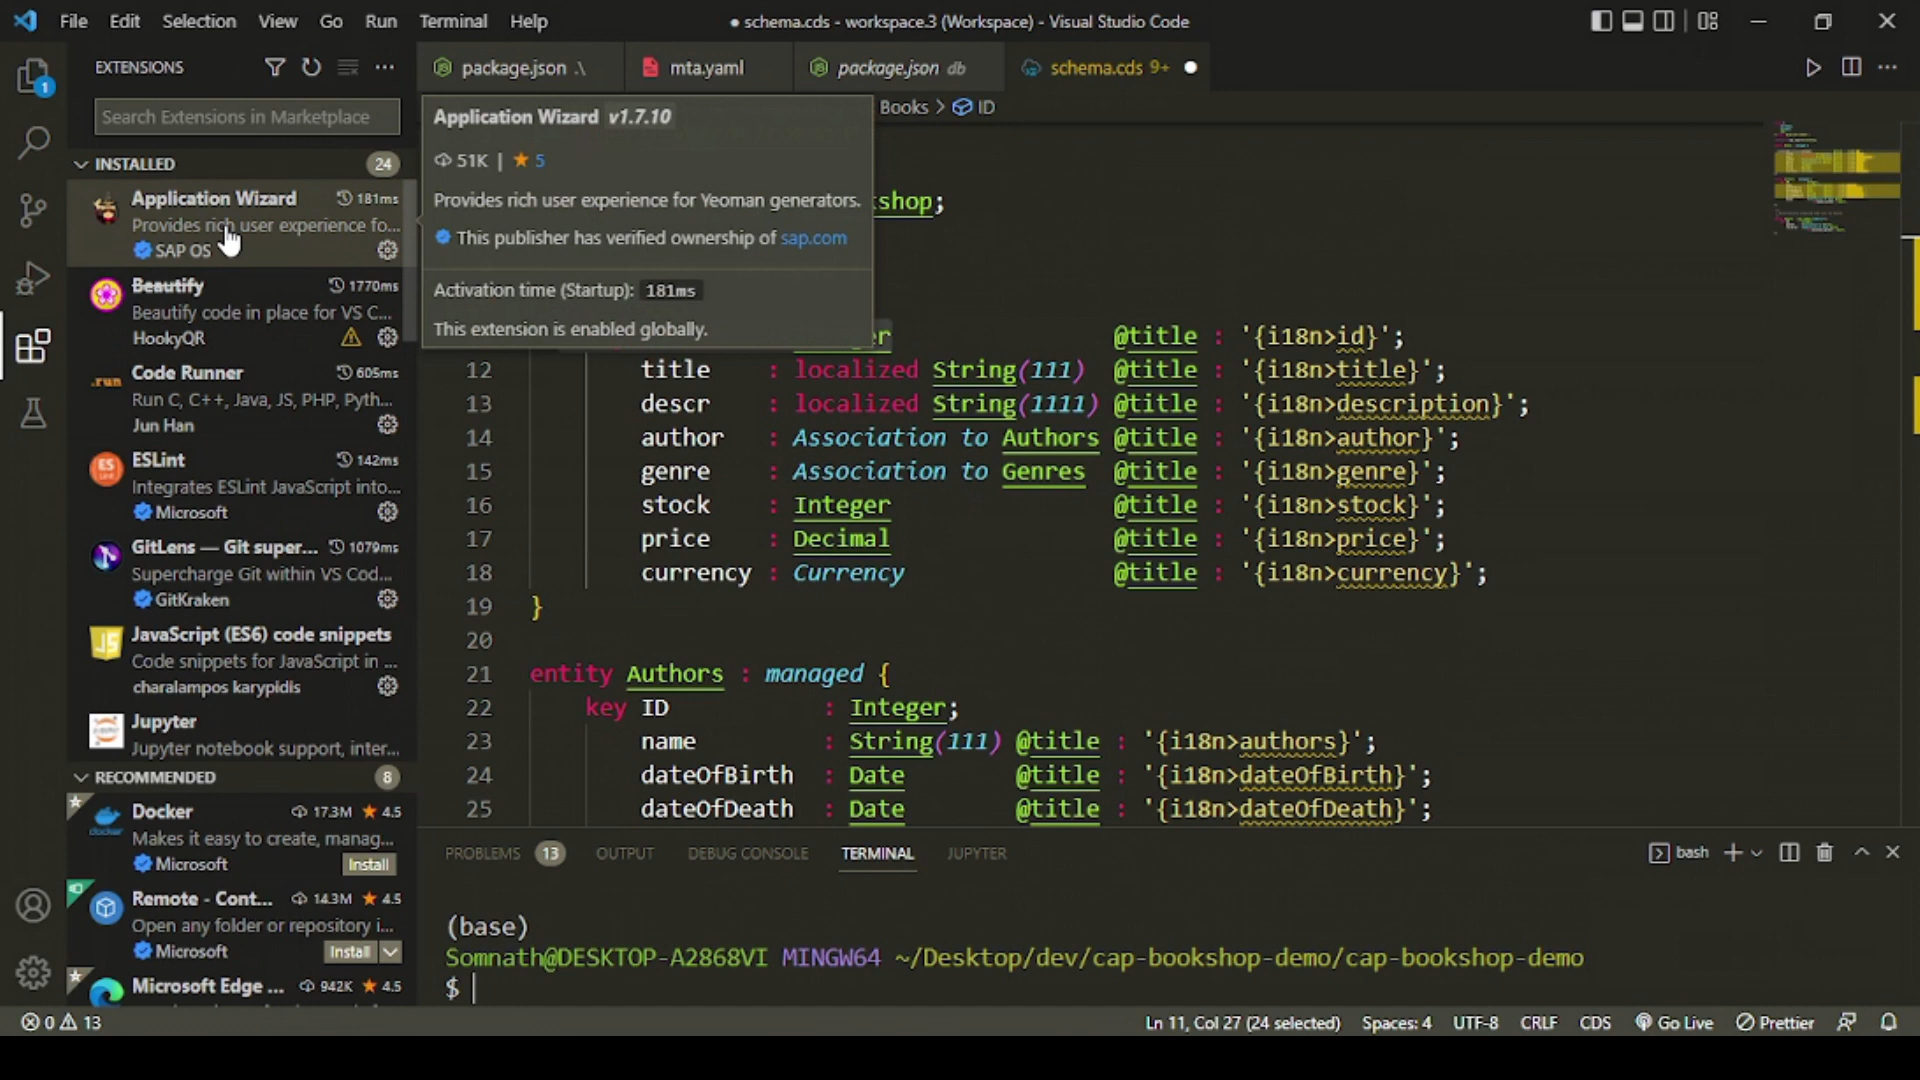 File Edit Selection View Go Run Terminal Help
● schema.cds - workspace.3 (Workspace) - Visual Studio Code
EXTENSIONS
Search Extensions in Marketplace
INSTALLED 24
Application Wizard 181ms
Provides rich user experience fo...
SAP OS
Beautify 1770ms
Beautify code in place for VS C...
HookyQR
Code Runner 605ms
Run C, C++, Java, JS, PHP, Pyth...
Jun Han
ESLint 142ms
Integrates ESLint JavaScript into...
Microsoft
GitLens — Git super... 1079ms
Supercharge Git within VS Cod...
GitKraken
JavaScript (ES6) code snippets
Code snippets for JavaScript in ...
charalampos karypidis
Jupyter
Jupyter notebook support, inter...
RECOMMENDED 8
Docker 17.3M 4.5
Makes it easy to create, manag...
Microsoft Install
Remote - Cont... 14.3M 4.5
Open any folder or repository i...
Microsoft Install
Microsoft Edge ... 942K 4.5
1
package.json .\ mta.yaml package.json db schema.cds 9+
Books > ID
Application Wizard v1.7.10
51K | 5
Provides rich user experience for Yeoman generators.
This publisher has verified ownership of sap.com
Activation time (Startup): 181ms
This extension is enabled globally.
shop;
er @title : '{i18n>id}';
12 title : localized String(111) @title : '{i18n>title}';
13 descr : localized String(1111) @title : '{i18n>description}';
14 author : Association to Authors @title : '{i18n>author}';
15 genre : Association to Genres @title : '{i18n>genre}';
16 stock : Integer @title : '{i18n>stock}';
17 price : Decimal @title : '{i18n>price}';
18 currency : Currency @title : '{i18n>currency}';
19 }
20
21 entity Authors : managed {
22 key ID : Integer;
23 name : String(111) @title : '{i18n>authors}';
24 dateOfBirth : Date @title : '{i18n>dateOfBirth}';
25 dateOfDeath : Date @title : '{i18n>dateOfDeath}';
PROBLEMS 13 OUTPUT DEBUG CONSOLE TERMINAL JUPYTER bash
(base)
Somnath@DESKTOP-A2868VI MINGW64 ~/Desktop/dev/cap-bookshop-demo/cap-bookshop-demo
$
0 13 Ln 11, Col 27 (24 selected) Spaces: 4 UTF-8 CRLF CDS Go Live Prettier